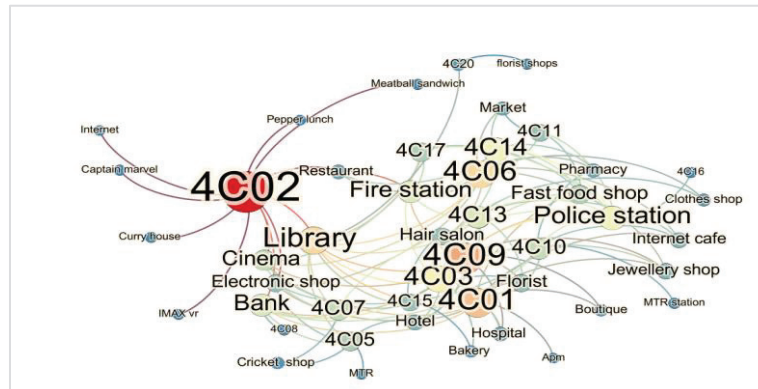 4C20
florist shops
Meatball sandwich
Market
Pepper lunch
Internet
4C11
4C17
4C14
Captain marvel
Restaurant
4C06
Pharmacy
4C16
4C02
Fire station
Fast food shop
Clothes shop
4C13
Police station
Curry house
Library
Hair salon
Internet cafe
4C10
4C09
Cinema
4C03
Jewellery shop
Electronic shop
Florist
Bank
4C15
4C01
MTR station
4C07
Boutique
IMAX vr
Hotel
4C08
Hospital
4C05
Bakery
Apm
Cricket shop
MTR